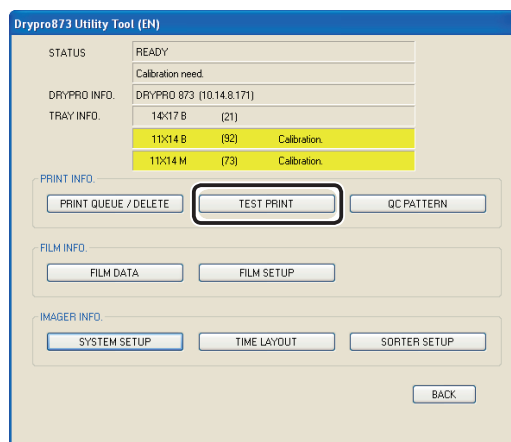 Drypro873 Utility Tool (EN)
STATUS READY
Calibration need.
DRYPRO INFO. DRYPRO 873 (10.14.8.171)
TRAY INFO. 14X17 B (21)
11X14 B (92) Calibration.
11X14 M (73) Calibration.
PRINT INFO.
PRINT QUEUE / DELETE TEST PRINT QC PATTERN
FILM INFO.
FILM DATA FILM SETUP
IMAGER INFO.
SYSTEM SETUP TIME LAYOUT SORTER SETUP
BACK